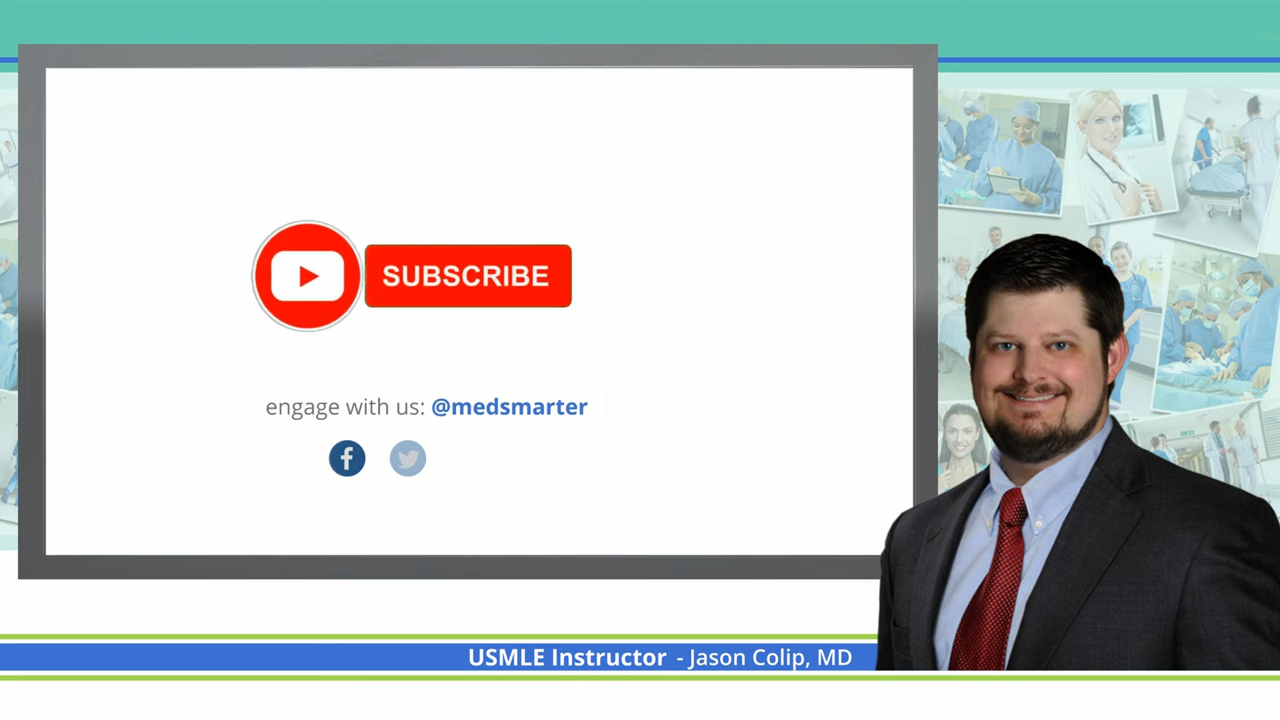 SUBSCRIBE
engage with us: @medsmarter
USMLE Instructor - Jason Colip, MD